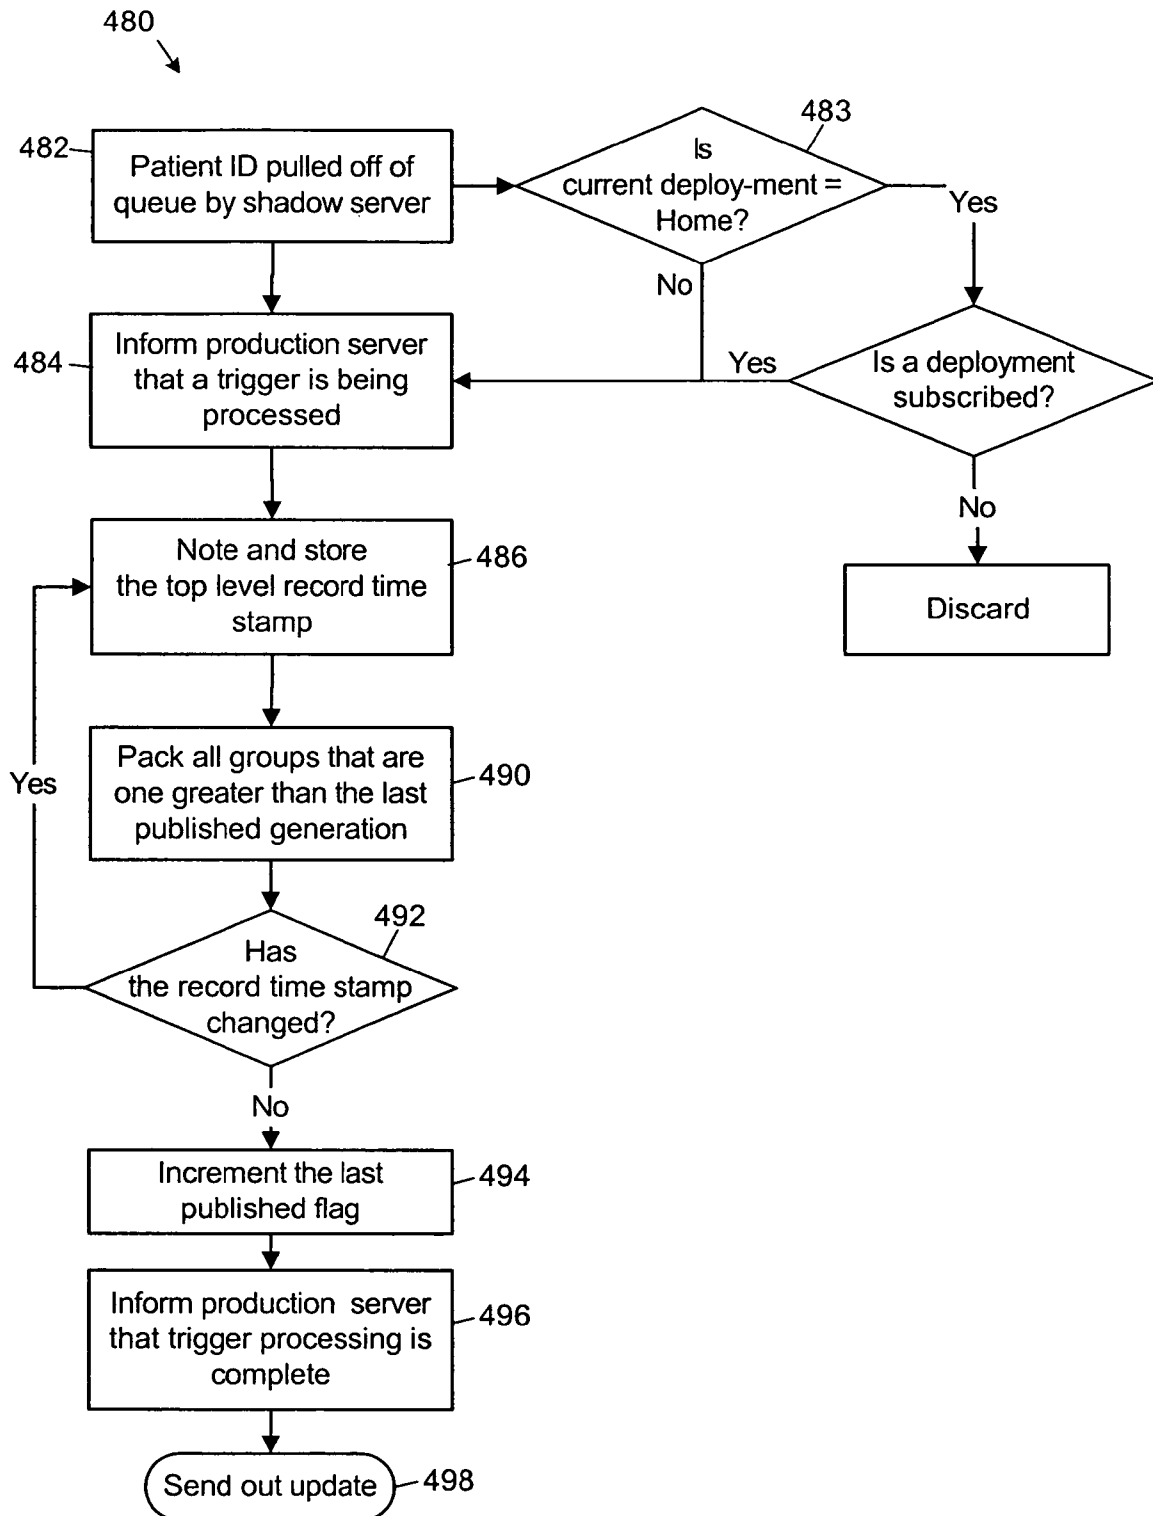 480
482
Patient ID pulled off of
queue by shadow server
483
Is
current deploy-ment =
Home?
Yes
No
484
Inform production server
that a trigger is being
processed
Yes
Is a deployment
subscribed?
No
Discard
Note and store
the top level record time
stamp
486
Pack all groups that are
one greater than the last
published generation
490
Yes
492
Has
the record time stamp
changed?
No
Increment the last
published flag
494
Inform production server
that trigger processing is
complete
496
Send out update
498